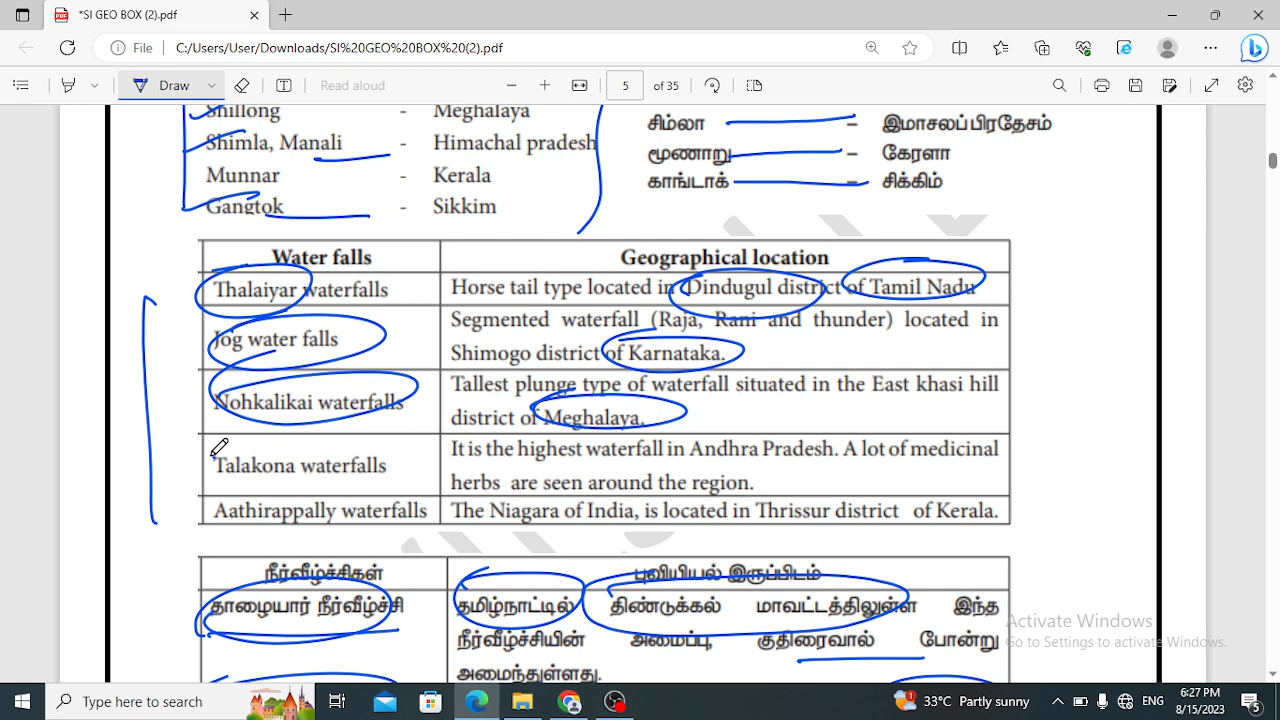 *SI GEO BOX (2).pdf
File C:/Users/User/Downloads/SI%20GEO%20BOX%20(2).pdf
Draw Read aloud 5 of 35
Shillong - Meghalaya
Shimla, Manali - Himachal pradesh
Munnar - Kerala
Gangtok - Sikkim
சிம்லா – இமாசலப் பிரதேசம்
மூணாறு – கேரளா
காங்டாக் – சிக்கிம்
Water falls Geographical location
Thalaiyar waterfalls Horse tail type located in Dindugul district of Tamil Nadu
Jog water falls Segmented waterfall (Raja, Rani and thunder) located in
Shimogo district of Karnataka.
Nohkalikai waterfalls Tallest plunge type of waterfall situated in the East khasi hill
district of Meghalaya.
Talakona waterfalls It is the highest waterfall in Andhra Pradesh. A lot of medicinal
herbs are seen around the region.
Aathirappally waterfalls The Niagara of India, is located in Thrissur district of Kerala.
நீர்வீழ்ச்சிகள் புவியியல் இருப்பிடம்
தாழையார் நீர்வீழ்ச்சி தமிழ்நாட்டில் திண்டுக்கல் மாவட்டத்திலுள்ள இந்த
நீர்வீழ்ச்சியின் அமைப்பு, குதிரைவால் போன்று
அமைந்துள்ளது.
Activate Windows
Go to Settings to activate Windows.
Type here to search 1 33°C Partly sunny ENG 6:27 PM
8/15/2023 5